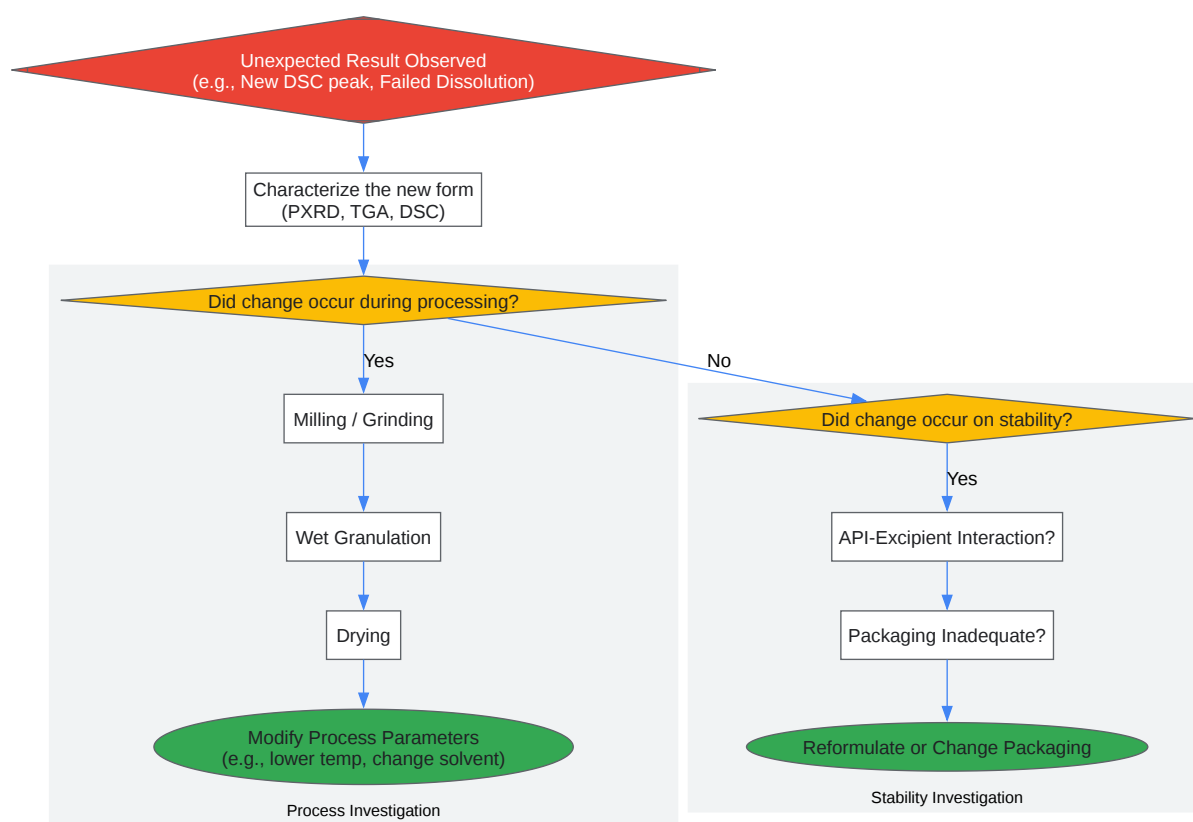 Unexpected Result Observed
(e.g., New DSC peak, Failed Dissolution)
Characterize the new form
(PXRD, TGA, DSC)
Did change occur during processing?
Yes
No
Milling / Grinding
Wet Granulation
Drying
Modify Process Parameters
(e.g., lower temp, change solvent)
Process Investigation
Did change occur on stability?
Yes
API-Excipient Interaction?
Packaging Inadequate?
Reformulate or Change Packaging
Stability Investigation